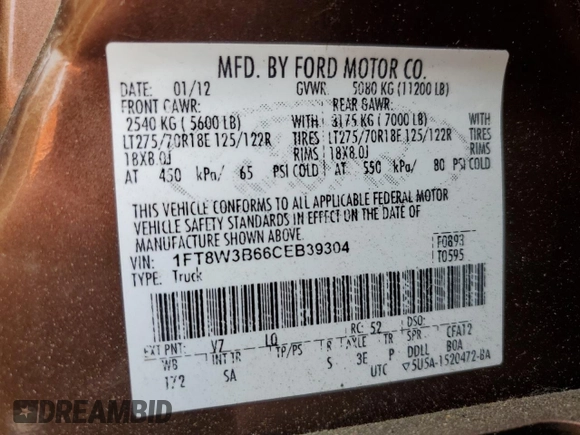 MFD. BY FORD MOTOR CO.
DATE: 01/12 GVWR: 5080 KG (11200 LB)
FRONT GAWR: REAR GAWR:
2540 KG (5600 LB) WITH 3175 KG (7000 LB) WITH
LT275/70R18E 125/122R TIRES LT275/70R18E 125/122R TIRES
18X8.0J RIMS 18X8.0J RIMS
AT 450 kPa/ 65 PSI COLD AT 550 kPa/ 80 PSI COLD
THIS VEHICLE CONFORMS TO ALL APPLICABLE FEDERAL MOTOR
VEHICLE SAFETY STANDARDS IN EFFECT ON THE DATE OF
MANUFACTURE SHOWN ABOVE.
VIN: 1FT8W3B66CEB39304 F0893
TYPE: Truck T0595
EXT PNT: VZ LQ RC: 52 DSO:
WB INT TR TP/PS R AXLE TR SPR CFAT2
172 SA S 3E P DDLL BOA
UTC 5U5A-1520472-BA
DREAMBID